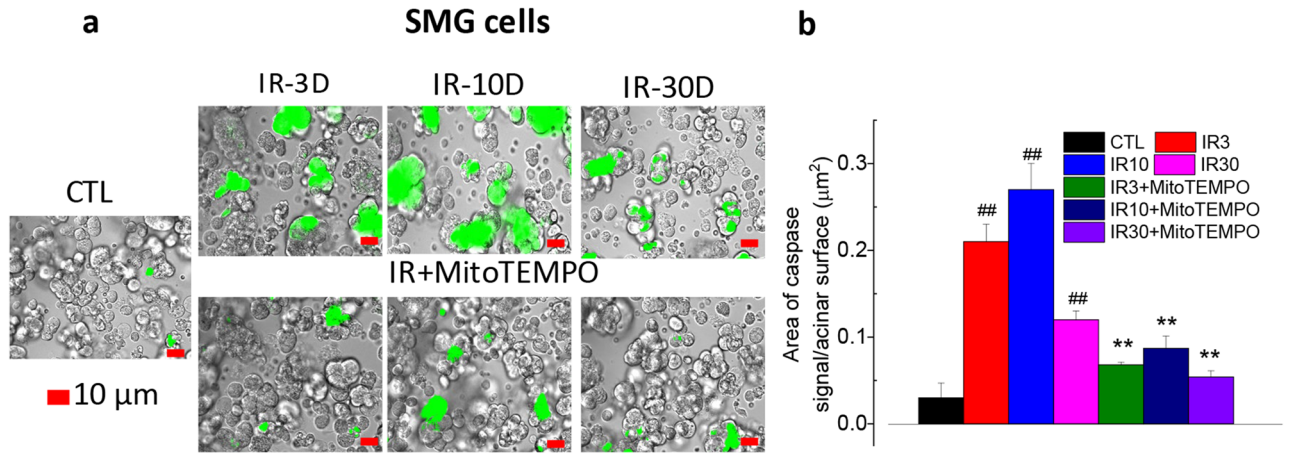 a
SMG cells
IR-3D
IR-10D
IR-30D
CTL
IR+MitoTEMPO
10 μm
b
Area of caspase
signal/acinar surface (μm2)
0.3
0.2
0.1
0.0
##
##
##
**
**
**
CTL
IR3
IR10
IR30
IR3+MitoTEMPO
IR10+MitoTEMPO
IR30+MitoTEMPO